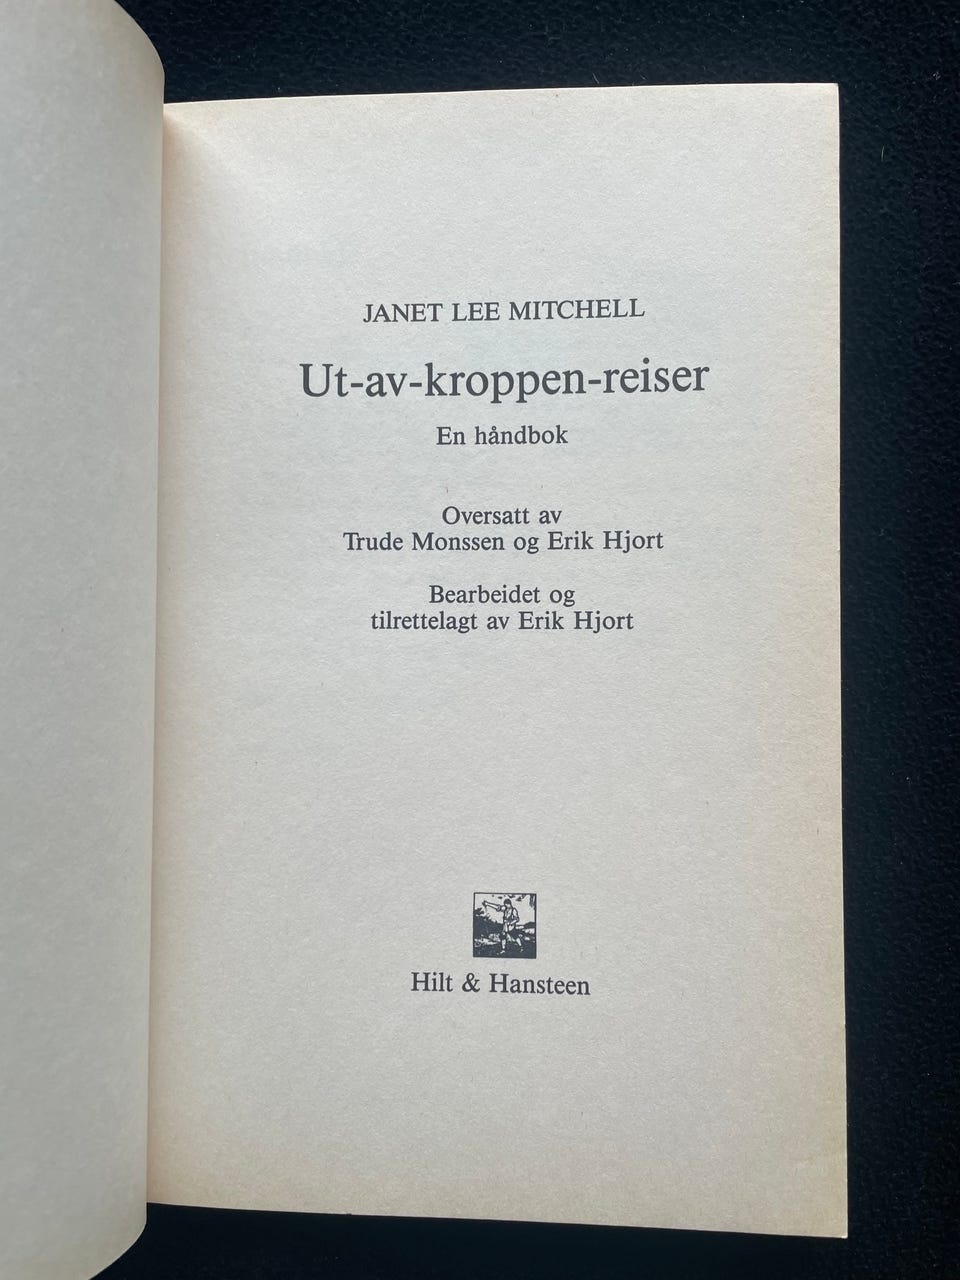 JANET LEE MITCHELL
Ut-av-kroppen-reiser
En håndbok
Oversatt av
Trude Monssen og Erik Hjort
Bearbeidet og
tilrettelagt av Erik Hjort
Hilt & Hansteen